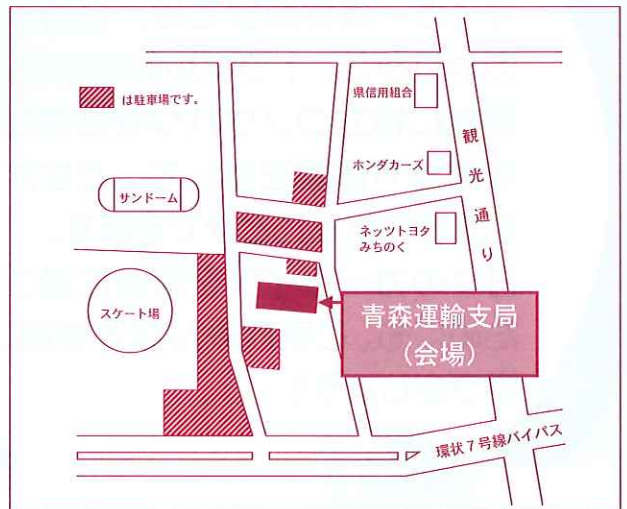 は駐車場です。
県信用組合
ホンダカーズ
観光通り
サンドーム
ネッツトヨタ
みちのく
スケート場
青森運輸支局
（会場）
環状7号線バイパス